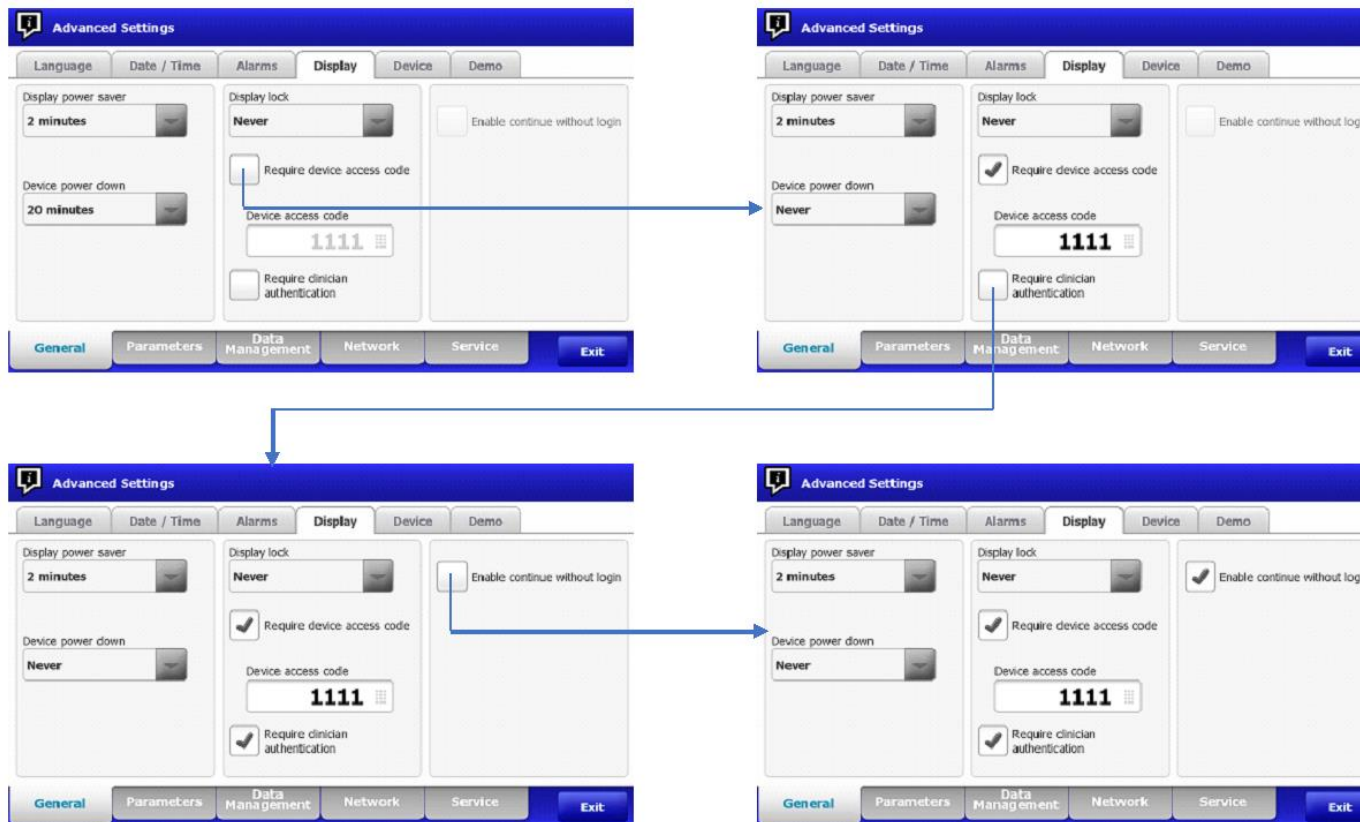 Advanced Settings
Language Date / Time Alarms Display Device Demo
Display power saver
2 minutes
Device power down
20 minutes
Display lock
Never
Require device access code
Device access code
1111
Require clinician
authentication
Enable continue without login
General Parameters Data Management Network Service Exit
Advanced Settings
Language Date / Time Alarms Display Device Demo
Display power saver
2 minutes
Device power down
Never
Display lock
Never
Require device access code
Device access code
1111
Require clinician
authentication
Enable continue without log
General Parameters Data Management Network Service Exit
Advanced Settings
Language Date / Time Alarms Display Device Demo
Display power saver
2 minutes
Device power down
Never
Display lock
Never
Require device access code
Device access code
1111
Require clinician
authentication
Enable continue without login
General Parameters Data Management Network Service Exit
Advanced Settings
Language Date / Time Alarms Display Device Demo
Display power saver
2 minutes
Device power down
Never
Display lock
Never
Require device access code
Device access code
1111
Require clinician
authentication
Enable continue without log
General Parameters Data Management Network Service Exit